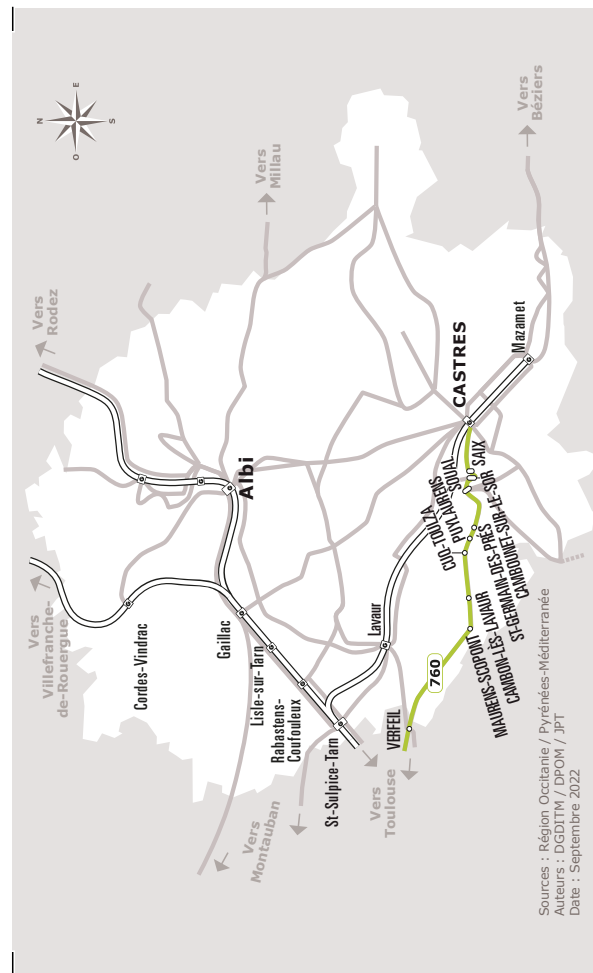 N
E
S
O
Vers
Rodez
Vers
Millau
Vers
Béziers
Vers
Villefranche-
de-Rouergue
Cordes-Vindrac
Albi
Gaillac
Lisle-sur-Tarn
Rabastens-
Coufouleux
St-Sulpice-Tarn
Vers
Montauban
Vers
Toulouse
Lavaur
CASTRES
Mazamet
VERFEIL
760
MAURENS-SCOPONT
CAMBON-LÈS-LAVAUR
CUQ-TOULZA
PUYLAURENS
ST-GERMAIN-DES-PRÉS
SOUAL
CAMBOUNET-SUR-LE-SOR
SAIX
Sources : Région Occitanie / Pyrénées-Méditerranée
Auteurs : DGDITM / DPOM / JPT
Date : Septembre 2022